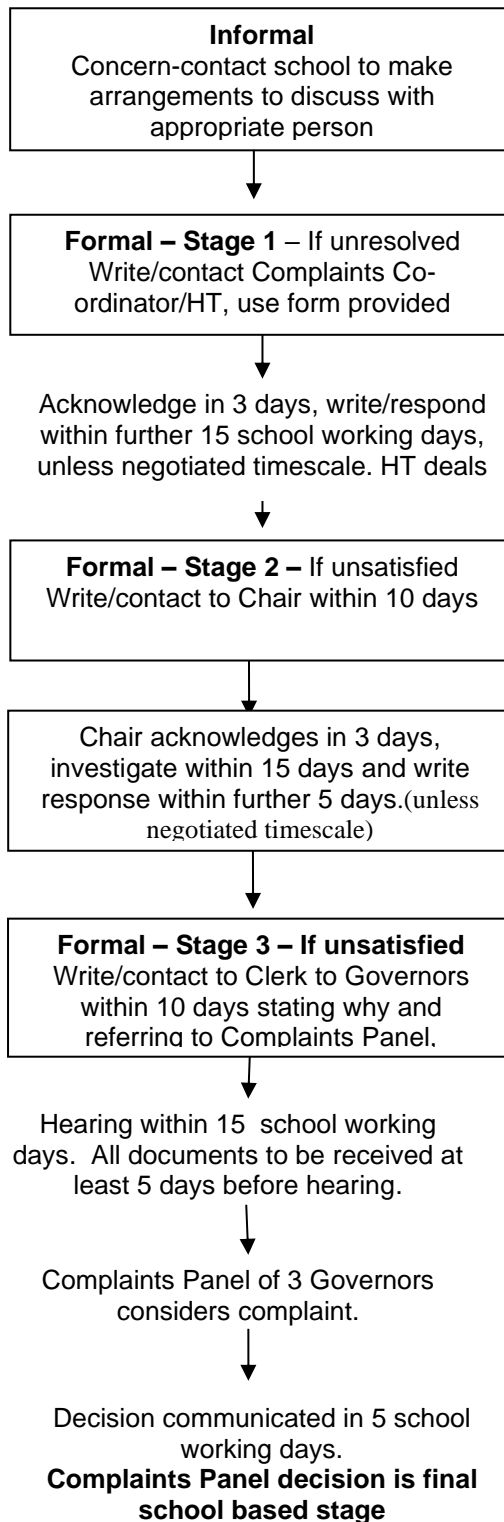 Informal
Concern-contact school to make
arrangements to discuss with
appropriate person
Formal – Stage 1 – If unresolved
Write/contact Complaints Co-
ordinator/HT, use form provided
Acknowledge in 3 days, write/respond
within further 15 school working days,
unless negotiated timescale. HT deals
Formal – Stage 2 – If unsatisfied
Write/contact to Chair within 10 days
Chair acknowledges in 3 days,
investigate within 15 days and write
response within further 5 days.(unless
negotiated timescale)
Formal – Stage 3 – If unsatisfied
Write/contact to Clerk to Governors
within 10 days stating why and
referring to Complaints Panel.
Hearing within 15 school working
days. All documents to be received at
least 5 days before hearing.
Complaints Panel of 3 Governors
considers complaint.
Decision communicated in 5 school
working days.
Complaints Panel decision is final
school based stage